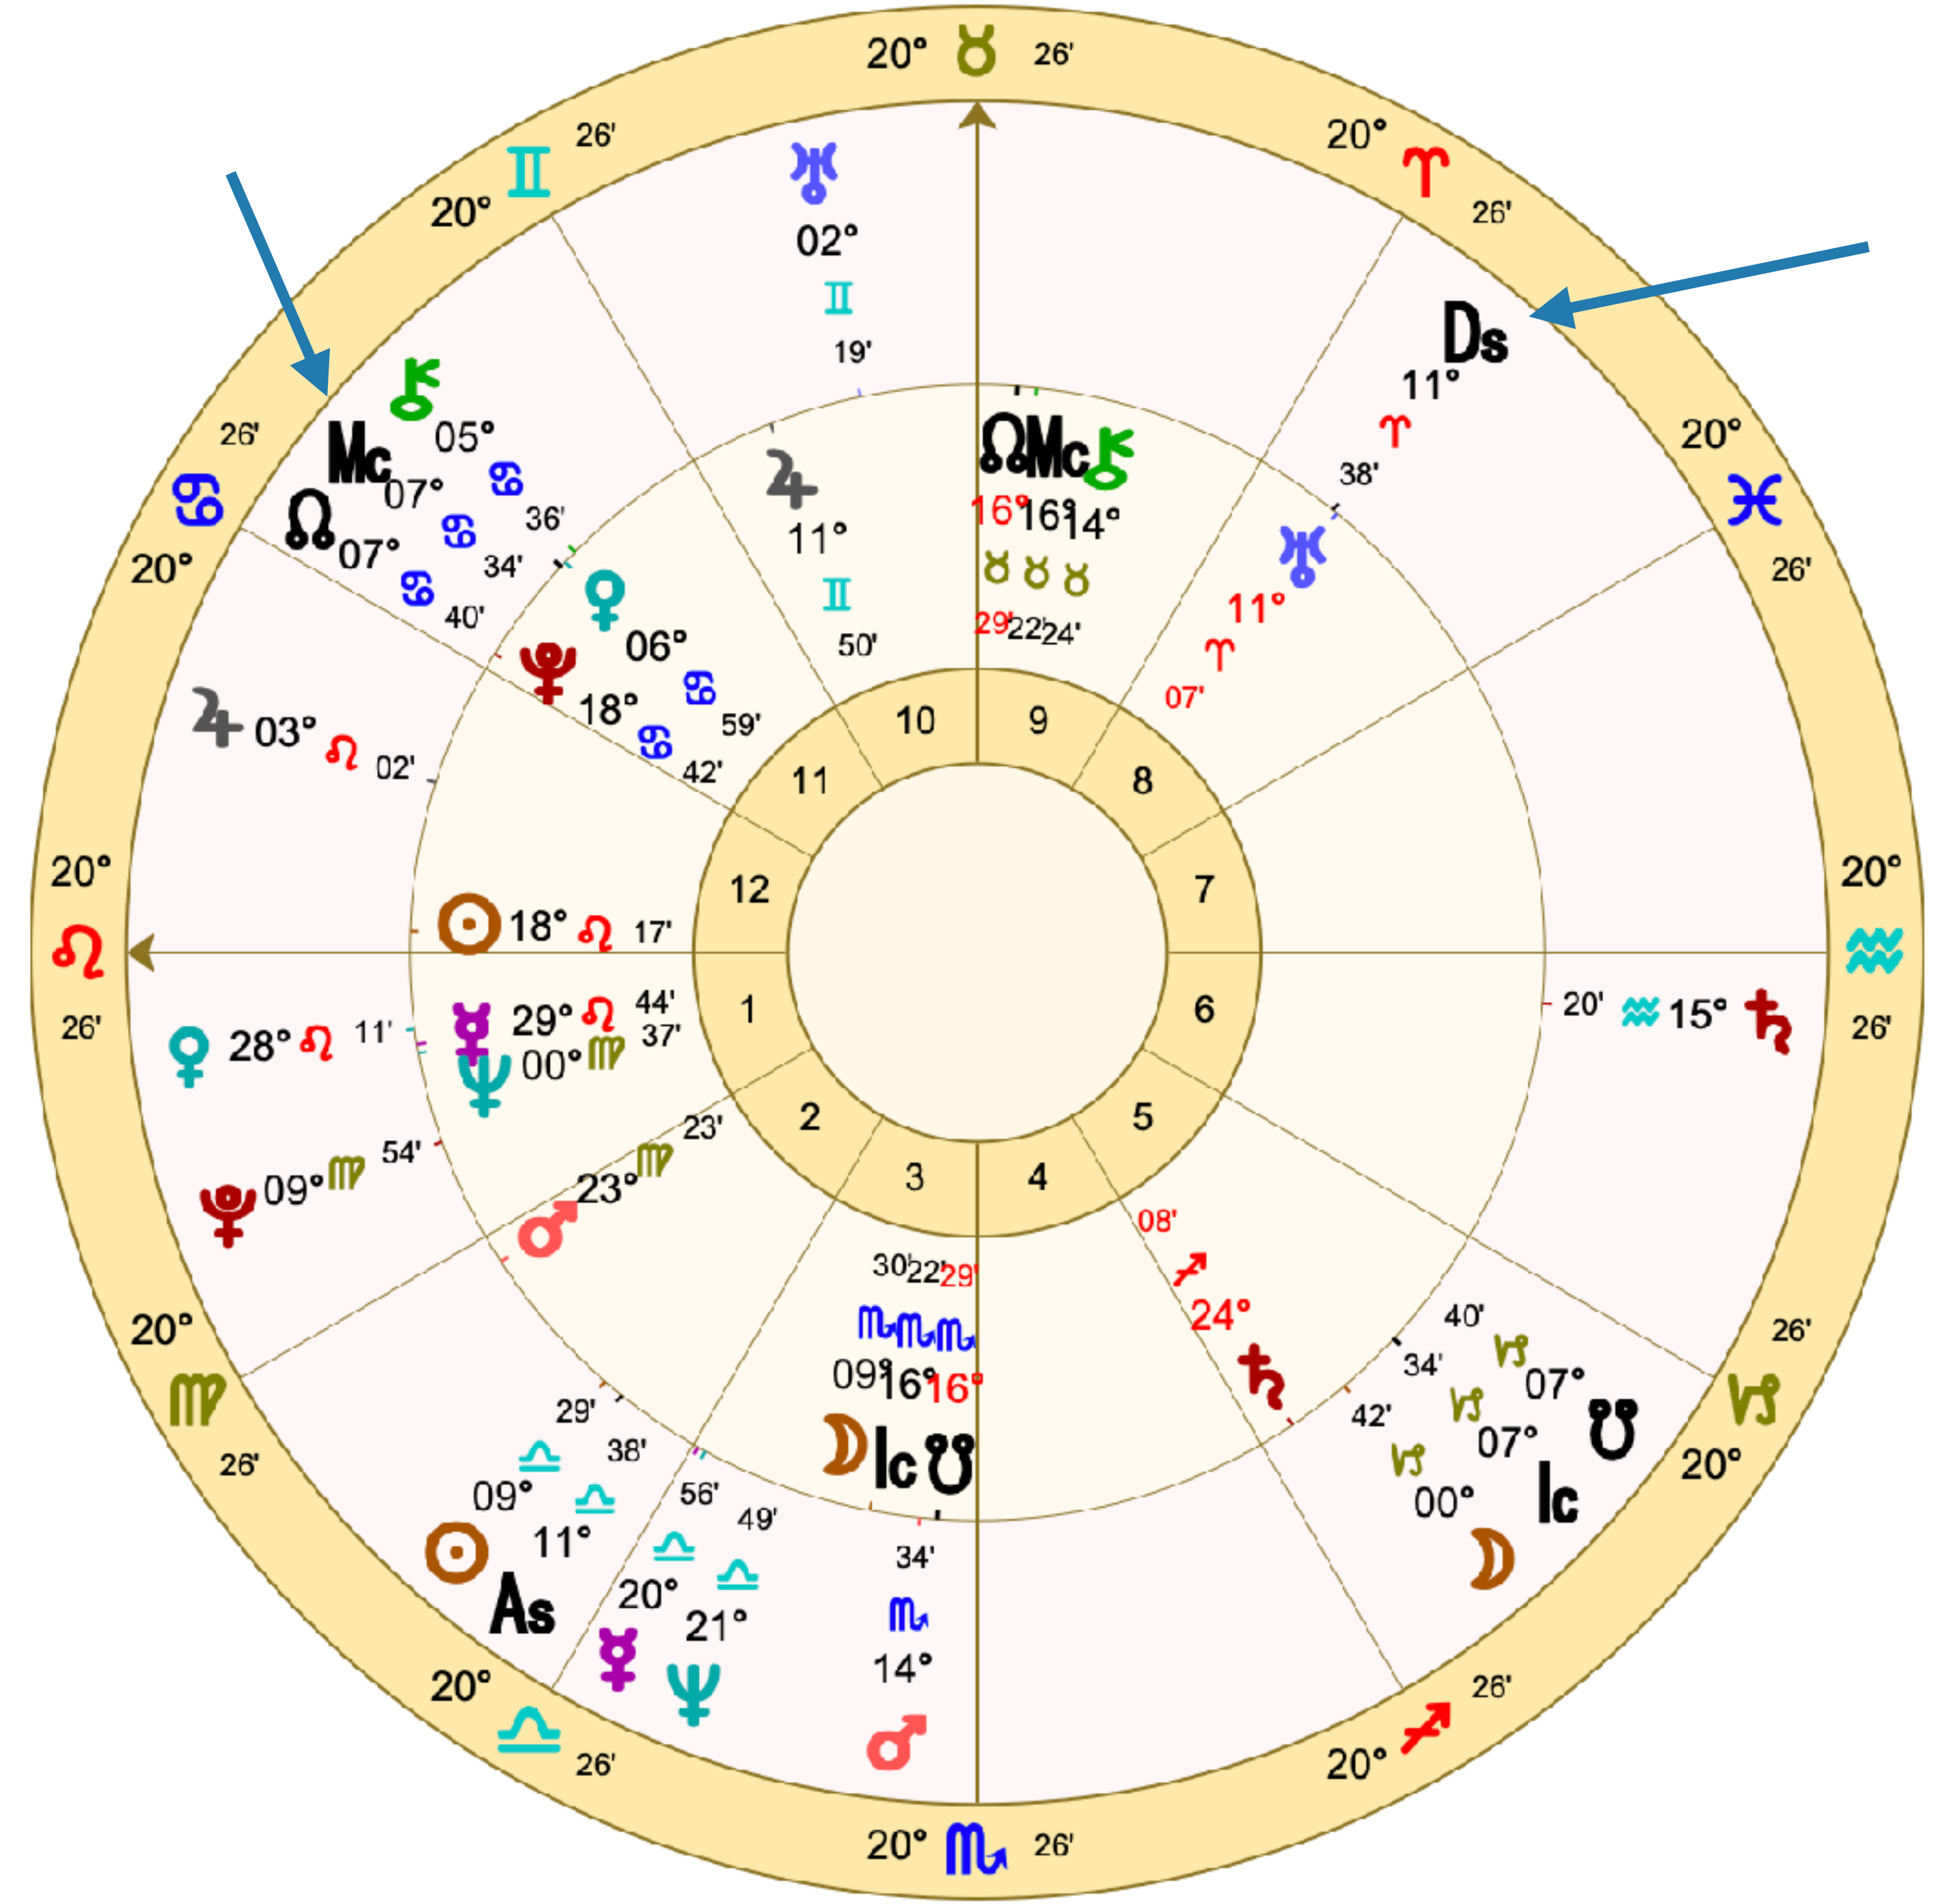 20° ♉ 26'
20° ♊ 26'
20° ♈ 26'
20° ♋ 26'
20° ♓ 26'
20° ♌ 26'
20° ♒ 26'
20° ♍ 26'
20° ♑ 26'
20° ♎ 26'
20° ♐ 26'
20° ♏ 26'
♅ 02° ♊ 19'
Ds 11° ♈ 38'
⚷ 05° ♋ 36'
Mc 07° ♋ 34'
☊ 07° ♋ 40'
♃ 03° ♌ 02'
♀ 28° ♌ 11'
♇ 09° ♍ 54'
☉ 09° ♎ 29'
As 11° ♎ 38'
☿ 20° ♎ 56'
♆ 21° ♎ 49'
♂ 14° ♏ 34'
☽ 00° ♑ 42'
Ic 07° ♑ 34'
☋ 07° ♑ 40'
♄ 15° ♒ 20'
♃ 11° ♊ 50'
☊ 16° ♉ 29'
Mc 16° ♉ 22'
⚷ 14° ♉ 24'
♅ 11° ♈ 07'
♀ 06° ♋ 59'
♇ 18° ♋ 42'
☉ 18° ♌ 17'
☿ 29° ♌ 44'
♆ 00° ♍ 37'
♂ 23° ♍ 23'
☽ 09° ♏ 30'
Ic 16° ♏ 22'
☋ 16° ♏ 29'
♄ 24° ♐ 08'
1
2
3
4
5
6
7
8
9
10
11
12